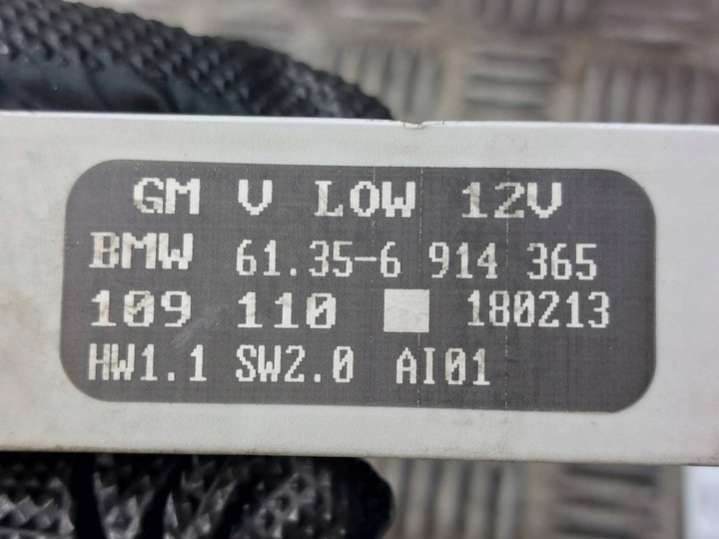 GM V LOW 12V
BMW 61.35-6 914 365
109 110 180213
HW1.1 SW2.0 AI01